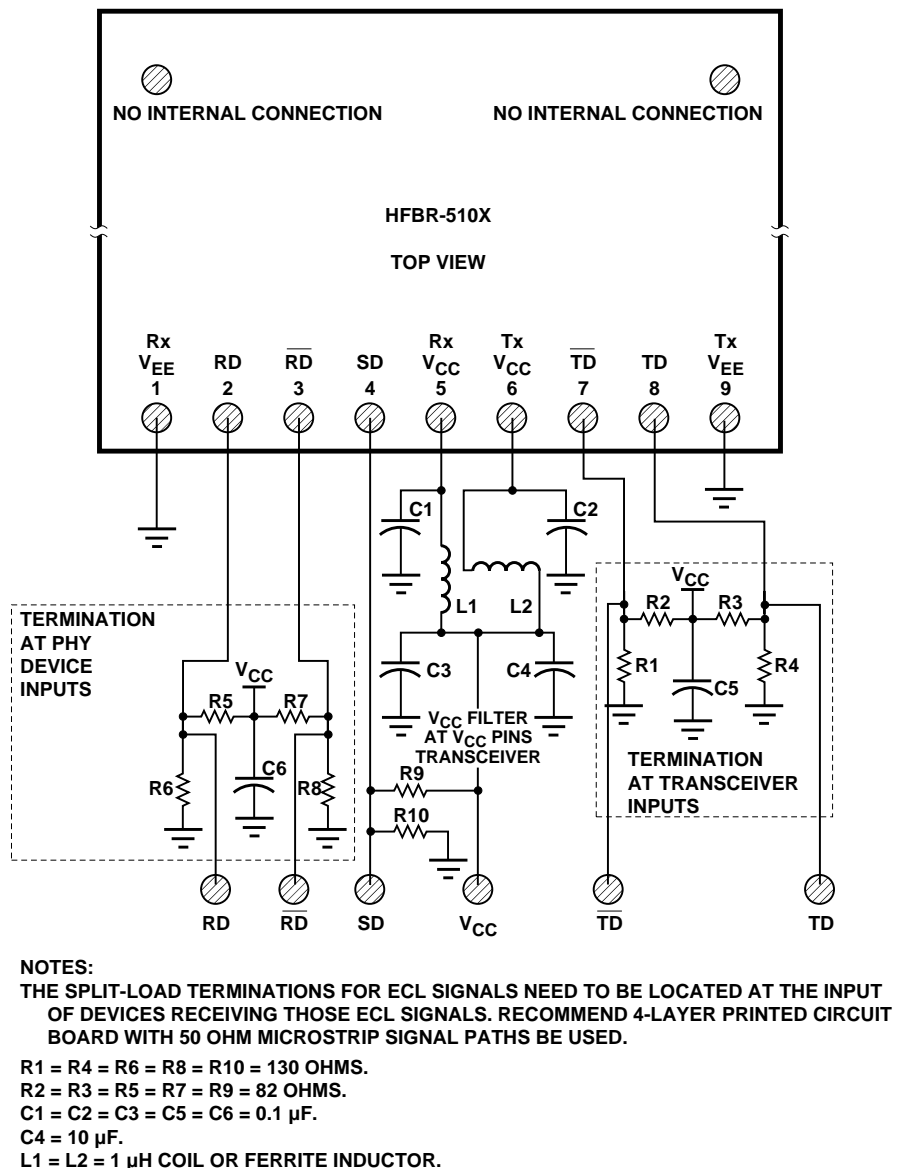 NO INTERNAL CONNECTION
NO INTERNAL CONNECTION
HFBR-510X
TOP VIEW
Rx
VEE
1
RD
2
R̅D̅
3
SD
4
Rx
VCC
5
Tx
VCC
6
T̅D̅
7
TD
8
Tx
VEE
9
C1
C2
L1
L2
C3
C4
VCC FILTER
AT VCC PINS
TRANSCEIVER
R9
R10
TERMINATION
AT PHY
DEVICE
INPUTS
VCC
R5
R7
C6
R6
R8
VCC
R2
R3
R1
R4
C5
TERMINATION
AT TRANSCEIVER
INPUTS
RD
R̅D̅
SD
VCC
T̅D̅
TD
NOTES:
THE SPLIT-LOAD TERMINATIONS FOR ECL SIGNALS NEED TO BE LOCATED AT THE INPUT
OF DEVICES RECEIVING THOSE ECL SIGNALS. RECOMMEND 4-LAYER PRINTED CIRCUIT
BOARD WITH 50 OHM MICROSTRIP SIGNAL PATHS BE USED.
R1 = R4 = R6 = R8 = R10 = 130 OHMS.
R2 = R3 = R5 = R7 = R9 = 82 OHMS.
C1 = C2 = C3 = C5 = C6 = 0.1 µF.
C4 = 10 µF.
L1 = L2 = 1 µH COIL OR FERRITE INDUCTOR.